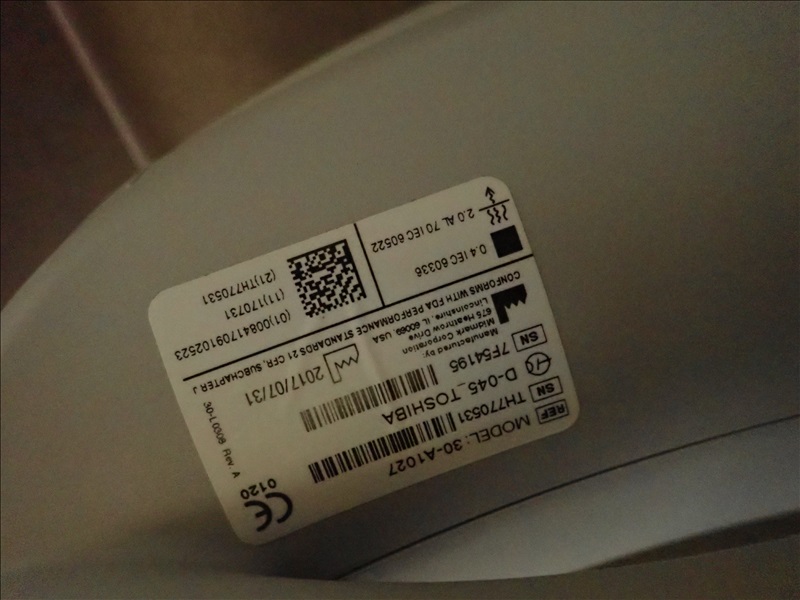 REF MODEL: 30-A1027
SN TH770531
D-045_TOSHIBA
SN 7F54195
Manufactured by:
Midmark Corporation
675 Heathrow Drive
Lincolnshire, IL 60069, USA
2017/07/31
CE
0120
30-L0308 Rev. A
CONFORMS WITH FDA PERFORMANCE STANDARDS 21 CFR, SUBCHAPTER J
0.4 IEC 60336
2.0 AL 70 IEC 60522
(01)00841709102523
(11)170731
(21)TH770531